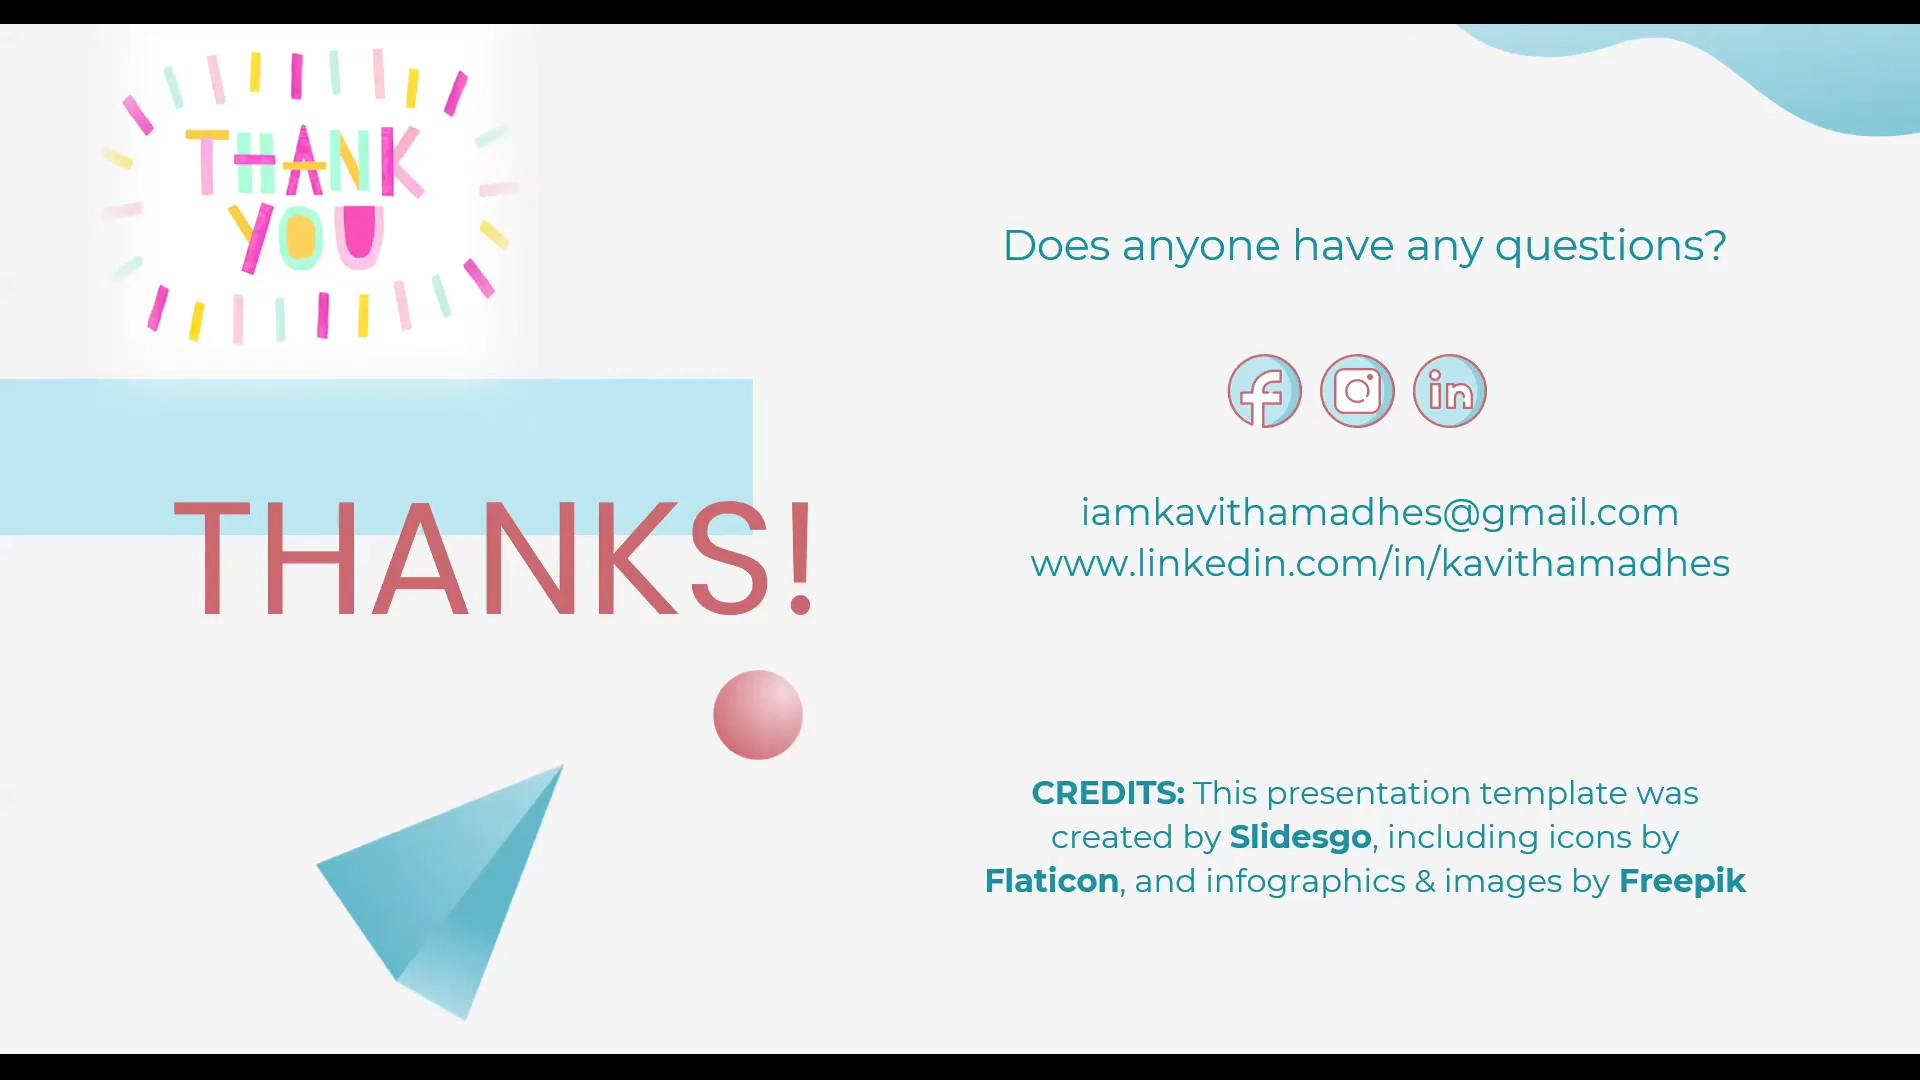 THANK
YOU
THANKS!
Does anyone have any questions?
iamkavithamadhes@gmail.com
www.linkedin.com/in/kavithamadhes
CREDITS: This presentation template was
created by Slidesgo, including icons by
Flaticon, and infographics & images by Freepik